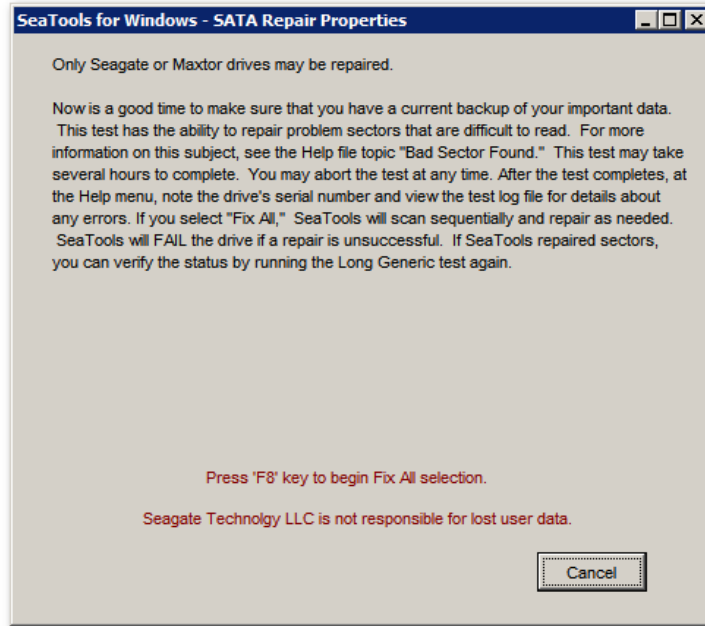 SeaTools for Windows - SATA Repair Properties
Only Seagate or Maxtor drives may be repaired.
Now is a good time to make sure that you have a current backup of your important data.
This test has the ability to repair problem sectors that are difficult to read. For more
information on this subject, see the Help file topic "Bad Sector Found." This test may take
several hours to complete. You may abort the test at any time. After the test completes, at
the Help menu, note the drive's serial number and view the test log file for details about
any errors. If you select "Fix All," SeaTools will scan sequentially and repair as needed.
SeaTools will FAIL the drive if a repair is unsuccessful. If SeaTools repaired sectors,
you can verify the status by running the Long Generic test again.
Press 'F8' key to begin Fix All selection.
Seagate Technolgy LLC is not responsible for lost user data.
Cancel